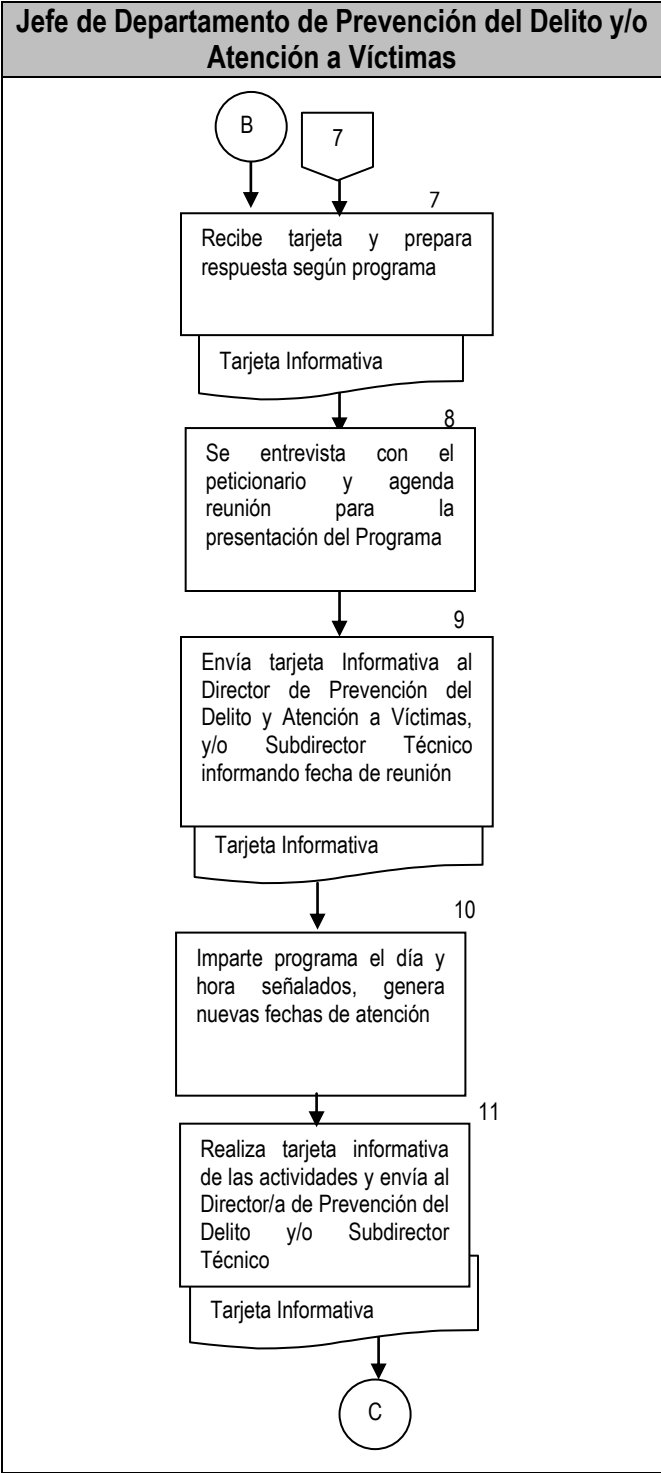 Jefe de Departamento de Prevención del Delito y/o
Atención a Víctimas
B
7
7
Recibe tarjeta y prepara
respuesta según programa
Tarjeta Informativa
8
Se entrevista con el
peticionario y agenda
reunión para la
presentación del Programa
9
Envía tarjeta Informativa al
Director de Prevención del
Delito y Atención a Víctimas,
y/o Subdirector Técnico
informando fecha de reunión
Tarjeta Informativa
10
Imparte programa el día y
hora señalados, genera
nuevas fechas de atención
11
Realiza tarjeta informativa
de las actividades y envía al
Director/a de Prevención del
Delito y/o Subdirector
Técnico
Tarjeta Informativa
C